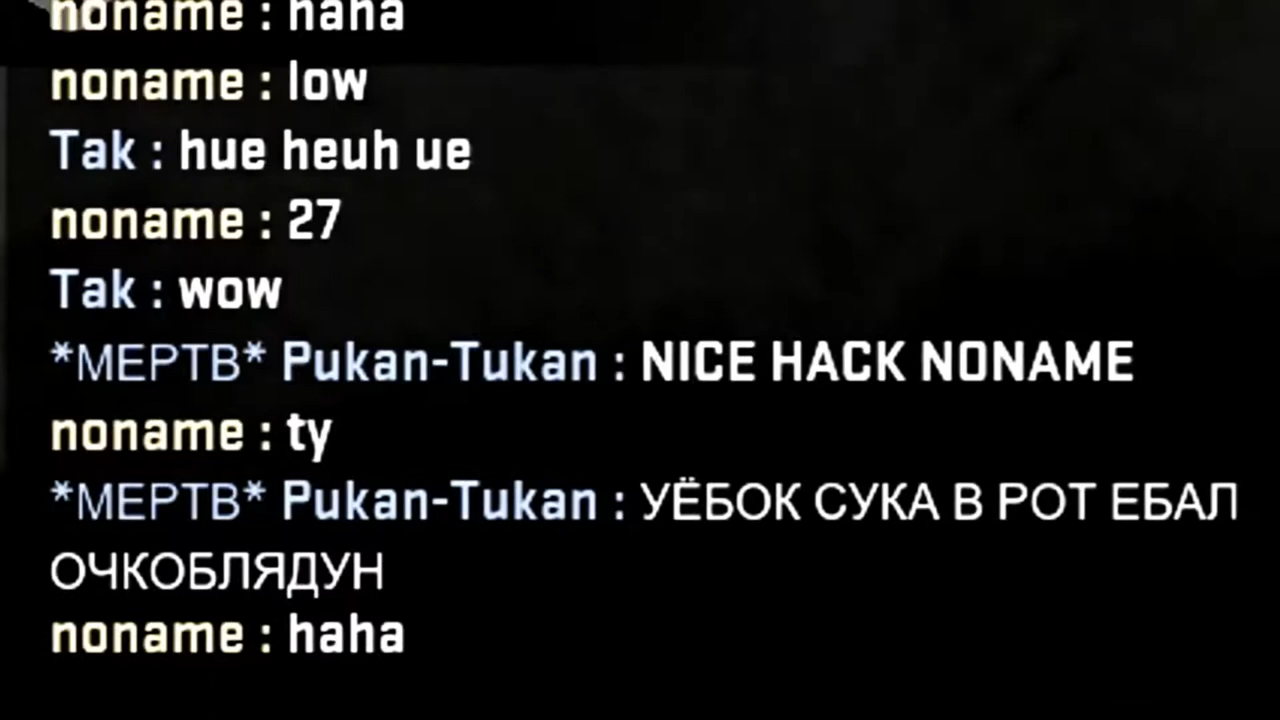 noname : haha
noname : low
Tak : hue heuh ue
noname : 27
Tak : wow
*МЕРТВ* Pukan-Tukan : NICE HACK NONAME
noname : ty
*МЕРТВ* Pukan-Tukan : УЁБОК СУКА В РОТ ЕБАЛ
ОЧКОБЛЯДУН
noname : haha